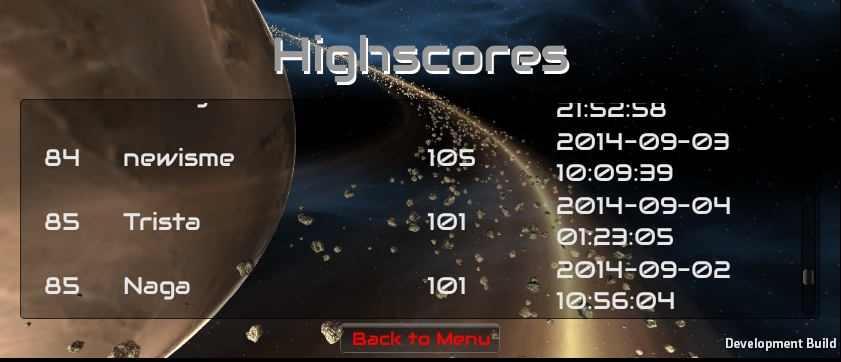 Highscores
21:52:58
84 newisme 105 2014-09-03
10:09:39
85 Trista 101 2014-09-04
01:23:05
85 Naga 101 2014-09-02
10:56:04
Back to Menu
Development Build